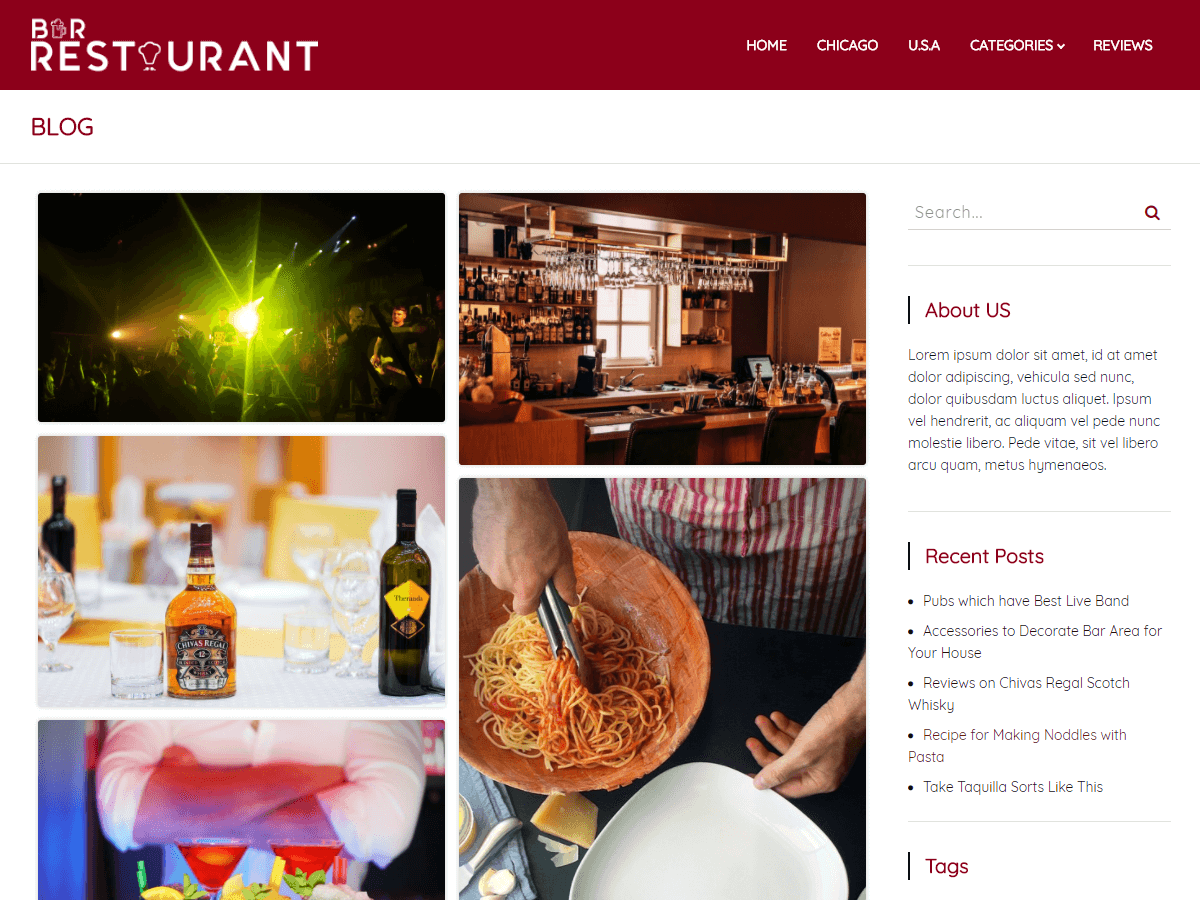 BAR
RESTAURANT
HOME CHICAGO U.S.A CATEGORIES REVIEWS
BLOG
Search...
About US
Lorem ipsum dolor sit amet, id at amet
dolor adipiscing, vehicula sed nunc,
dolor quibusdam luctus aliquet. Ipsum
vel hendrerit, ac aliquam vel pede nunc
molestie libero. Pede vitae, sit vel libero
arcu quam, metus hymenaeos.
CHIVAS REGAL
12
Theranda
Recent Posts
Pubs which have Best Live Band
Accessories to Decorate Bar Area for
Your House
Reviews on Chivas Regal Scotch
Whisky
Recipe for Making Noddles with
Pasta
Take Taquilla Sorts Like This
Tags